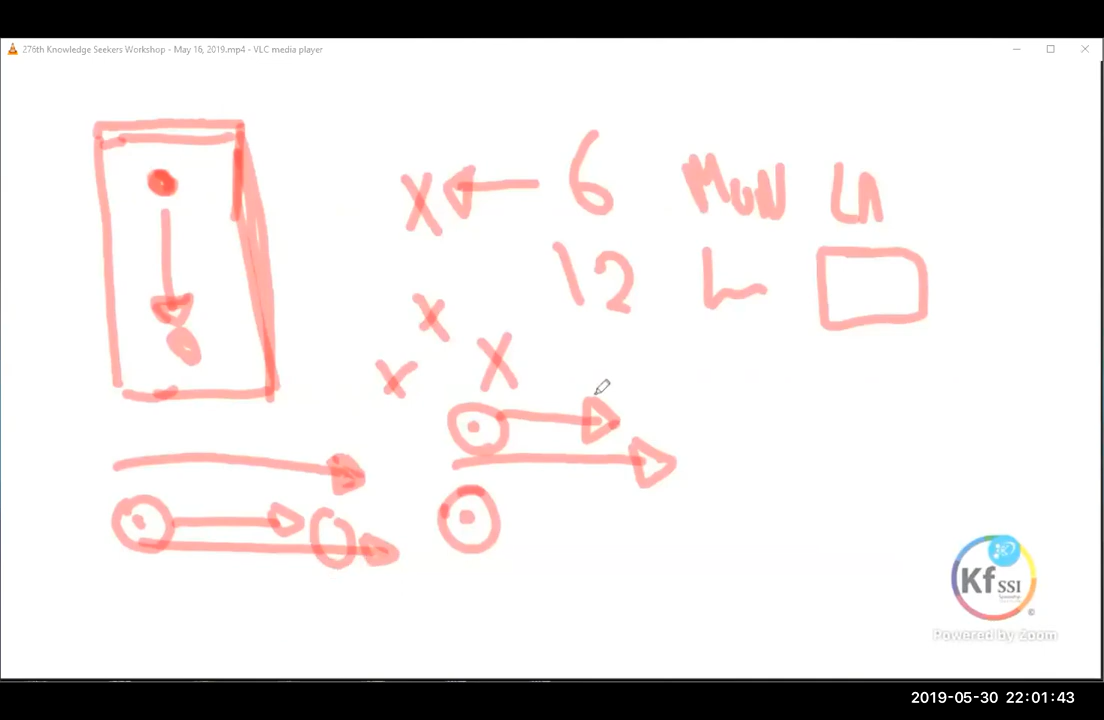 276th Knowledge Seekers Workshop - May 16, 2019.mp4 - VLC media player
X 6 MUN
12
X
X X
Kf SSI
©
Powered by Zoom
2019-05-30 22:01:43